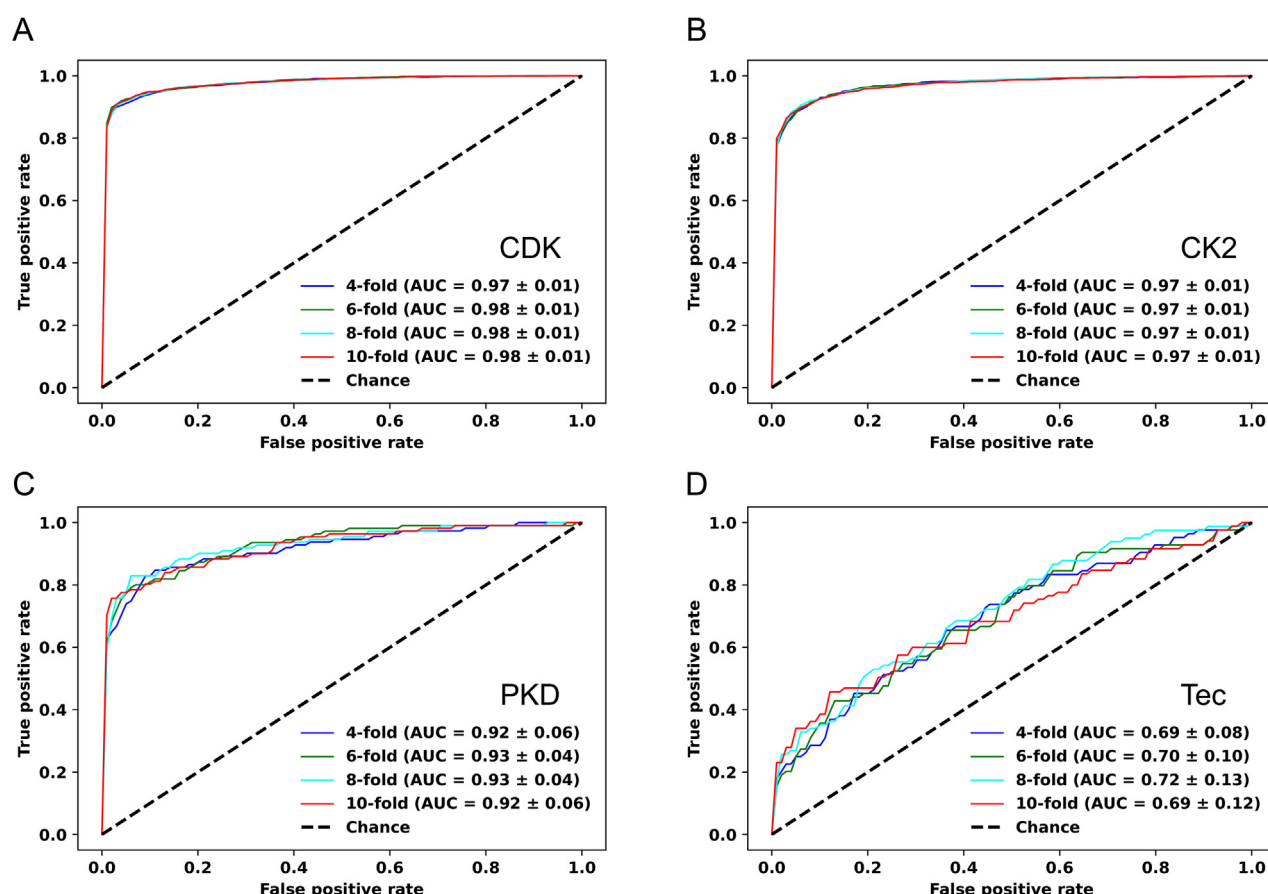 A
1.0
0.8
0.6
0.4
0.2
0.0
True positive rate
CDK
4-fold (AUC = 0.97 ± 0.01)
6-fold (AUC = 0.98 ± 0.01)
8-fold (AUC = 0.98 ± 0.01)
10-fold (AUC = 0.98 ± 0.01)
Chance
0.0 0.2 0.4 0.6 0.8 1.0
False positive rate
B
1.0
0.8
0.6
0.4
0.2
0.0
True positive rate
CK2
4-fold (AUC = 0.97 ± 0.01)
6-fold (AUC = 0.97 ± 0.01)
8-fold (AUC = 0.97 ± 0.01)
10-fold (AUC = 0.97 ± 0.01)
Chance
0.0 0.2 0.4 0.6 0.8 1.0
False positive rate
C
1.0
0.8
0.6
0.4
0.2
0.0
True positive rate
PKD
4-fold (AUC = 0.92 ± 0.06)
6-fold (AUC = 0.93 ± 0.04)
8-fold (AUC = 0.93 ± 0.04)
10-fold (AUC = 0.92 ± 0.06)
Chance
0.0 0.2 0.4 0.6 0.8 1.0
False positive rate
D
1.0
0.8
0.6
0.4
0.2
0.0
True positive rate
Tec
4-fold (AUC = 0.69 ± 0.08)
6-fold (AUC = 0.70 ± 0.10)
8-fold (AUC = 0.72 ± 0.13)
10-fold (AUC = 0.69 ± 0.12)
Chance
0.0 0.2 0.4 0.6 0.8 1.0
False positive rate